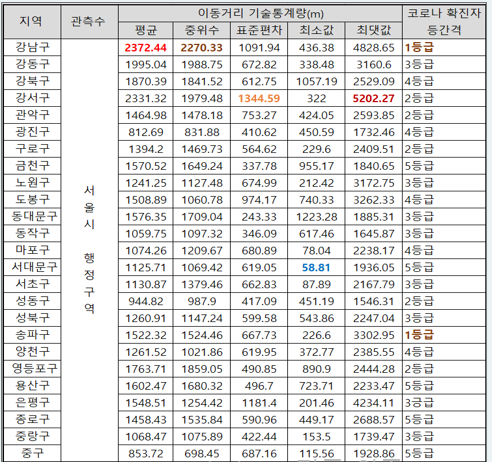 지역 관측수 이동거리 기술통계량(m) 코로나 확진자 등간격
평균 중위수 표준편차 최소값 최댓값
서울시 행정구역
강남구 2372.44 2270.33 1091.94 436.38 4828.65 1등급
강동구 1995.04 1988.75 672.82 338.48 3160.6 3등급
강북구 1870.39 1841.52 612.75 1057.19 2529.09 4등급
강서구 2331.32 1979.48 1344.59 322 5202.27 2등급
관악구 1464.98 1478.18 753.27 424.05 2593.85 2등급
광진구 812.69 831.88 410.62 450.59 1732.46 4등급
구로구 1394.2 1469.73 564.62 229.6 2409.51 2등급
금천구 1570.52 1649.24 337.78 955.17 1840.65 5등급
노원구 1241.25 1127.48 674.99 212.42 3172.75 3등급
도봉구 1508.89 1060.78 974.17 740.33 3262.33 4등급
동대문구 1576.35 1709.04 243.33 1223.28 1885.31 3등급
동작구 1059.75 1097.32 346.09 617.46 1645.87 3등급
마포구 1074.26 1209.67 680.89 78.04 2238.17 4등급
서대문구 1125.71 1069.42 619.05 58.81 1936.05 5등급
서초구 1130.87 1379.46 662.83 87.89 2167.79 3등급
성동구 944.82 987.9 417.09 451.19 1546.31 2등급
성북구 1260.91 1147.24 599.58 543.86 2247.04 3등급
송파구 1522.32 1524.46 667.73 226.6 3302.95 1등급
양천구 1261.52 1021.86 619.95 372.77 2385.55 4등급
영등포구 1763.71 1859.05 490.85 890.9 2444.28 2등급
용산구 1602.47 1680.32 496.7 723.71 2233.47 5등급
은평구 1548.51 1254.42 1181.4 201.46 4234.11 3규급
종로구 1458.43 1535.84 590.96 449.17 2688.57 5등급
중랑구 1068.47 1075.89 422.44 153.5 1739.47 3등급
중구 853.72 698.45 687.16 115.56 1928.86 5등급